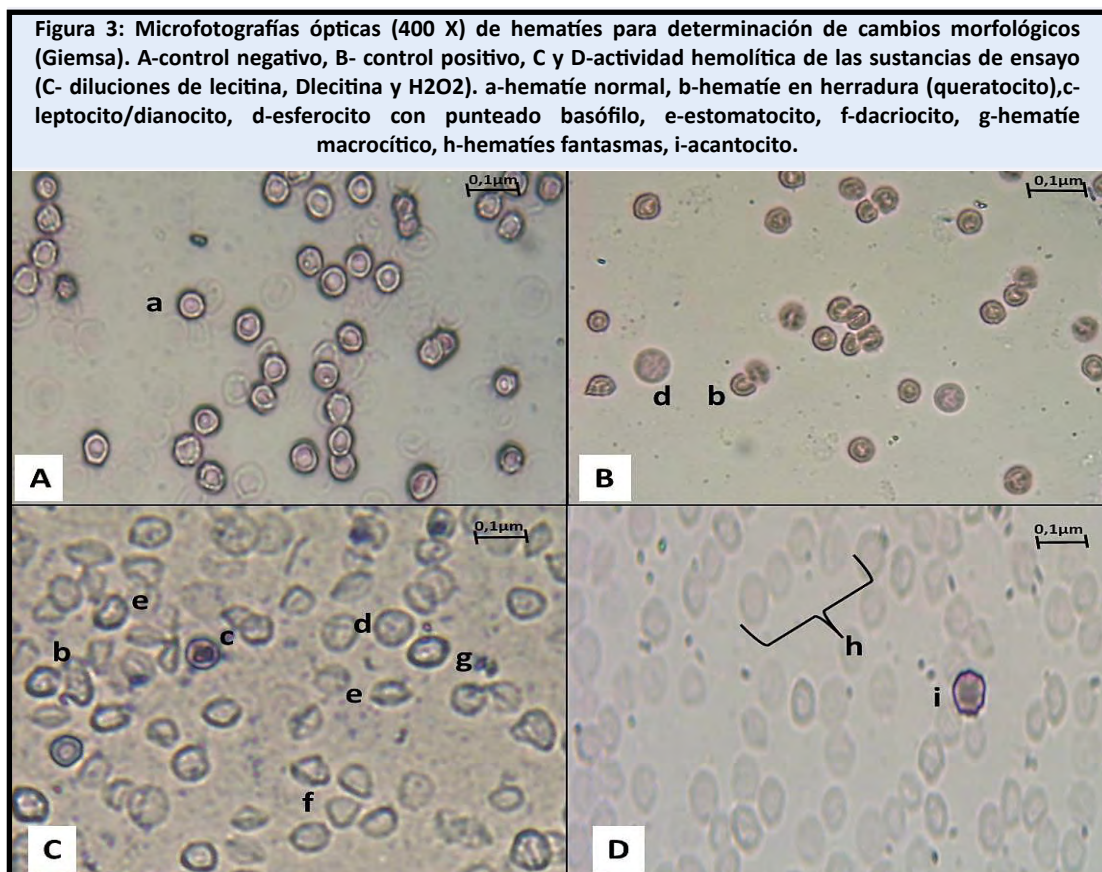 Figura 3: Microfotografías ópticas (400 X) de hematíes para determinación de cambios morfológicos
(Giemsa). A-control negativo, B- control positivo, C y D-actividad hemolítica de las sustancias de ensayo
(C- diluciones de lecitina, Dlecitina y H2O2). a-hematíe normal, b-hematíe en herradura (queratocito),c-
leptocito/dianocito, d-esferocito con punteado basófilo, e-estomatocito, f-dacriocito, g-hematíe
macrocítico, h-hematíes fantasmas, i-acantocito.
0,1µm
a
A
0,1µm
d
b
B
0,1µm
e
c
d
b
g
e
f
C
0,1µm
h
i
D